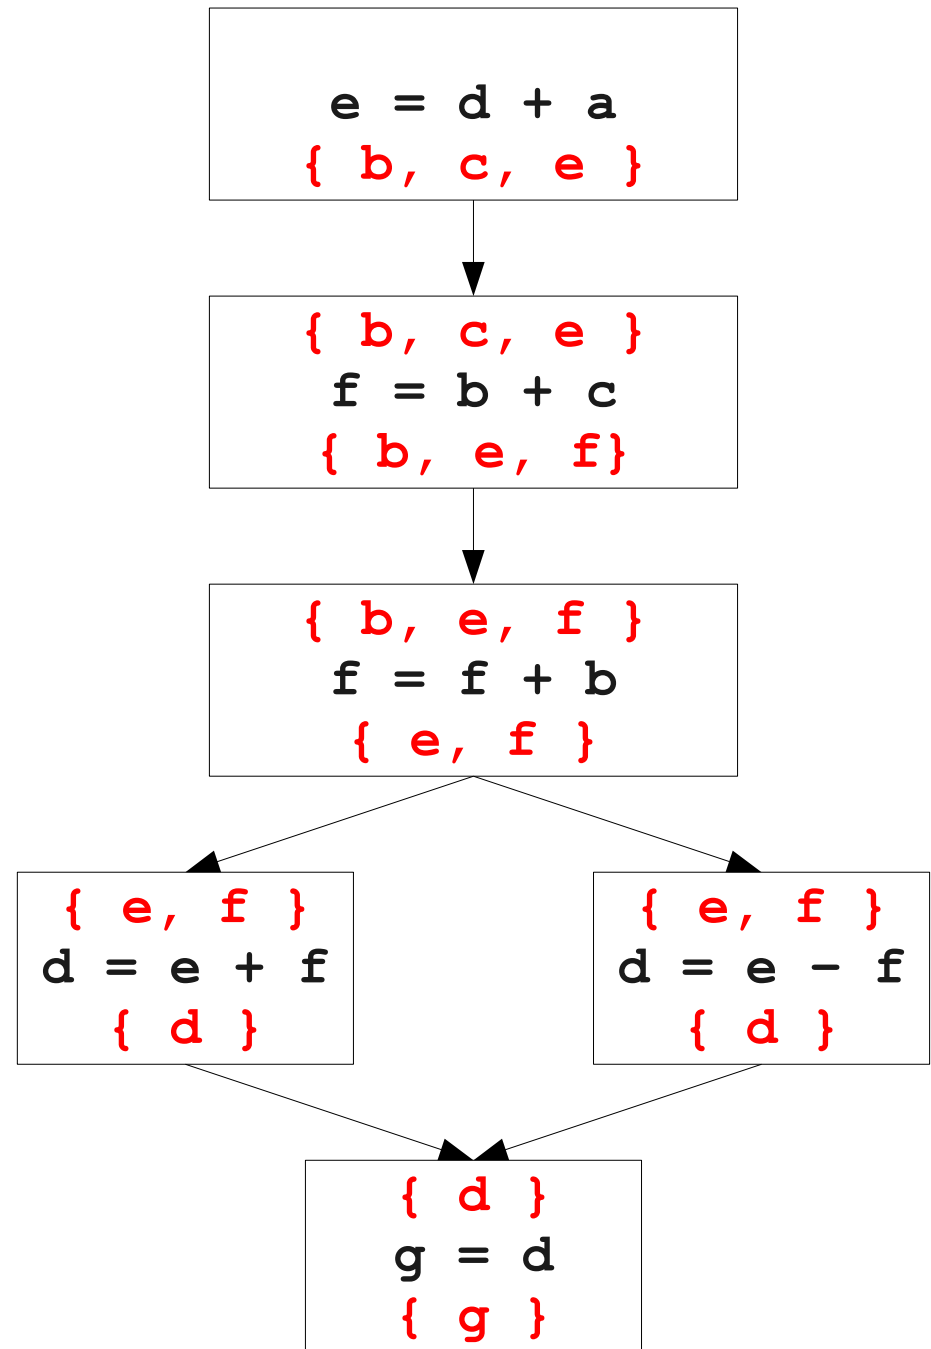 e = d + a
{ b, c, e }
{ b, c, e }
f = b + c
{ b, e, f}
{ b, e, f }
f = f + b
{ e, f }
{ e, f }
d = e + f
{ d }
{ e, f }
d = e - f
{ d }
{ d }
g = d
{ g }